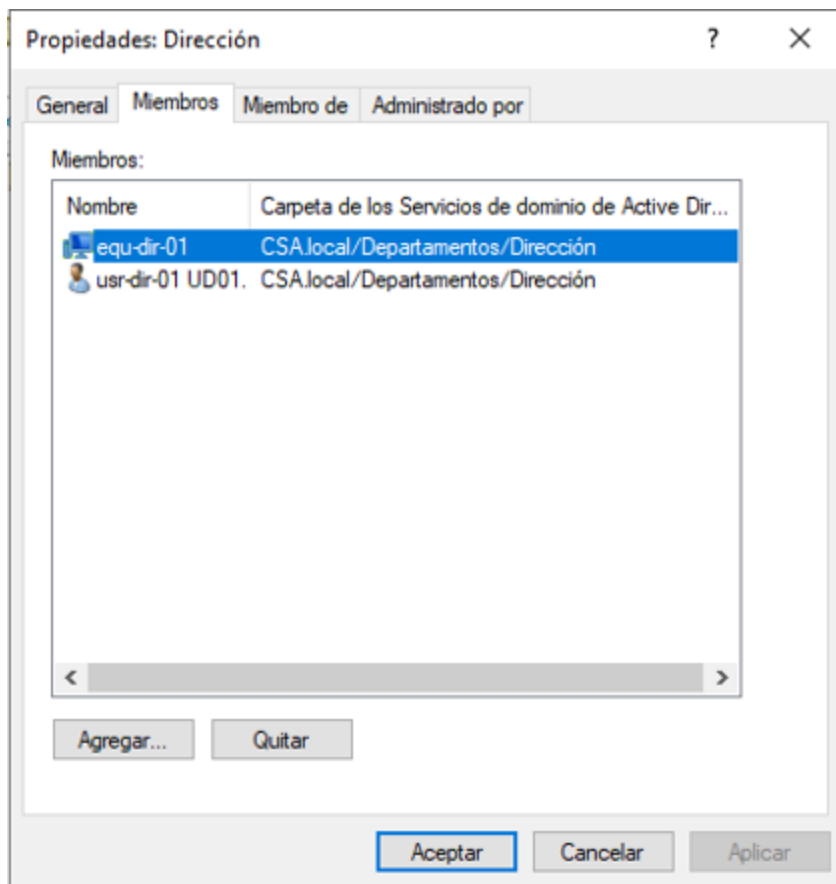 Propiedades: Dirección ?
General Miembros Miembro de Administrado por
Miembros:
Nombre Carpeta de los Servicios de dominio de Active Dir...
equ-dir-01 CSA.local/Departamentos/Dirección
usr-dir-01 UD01. CSA.local/Departamentos/Dirección
Agregar... Quitar
Aceptar Cancelar Aplicar